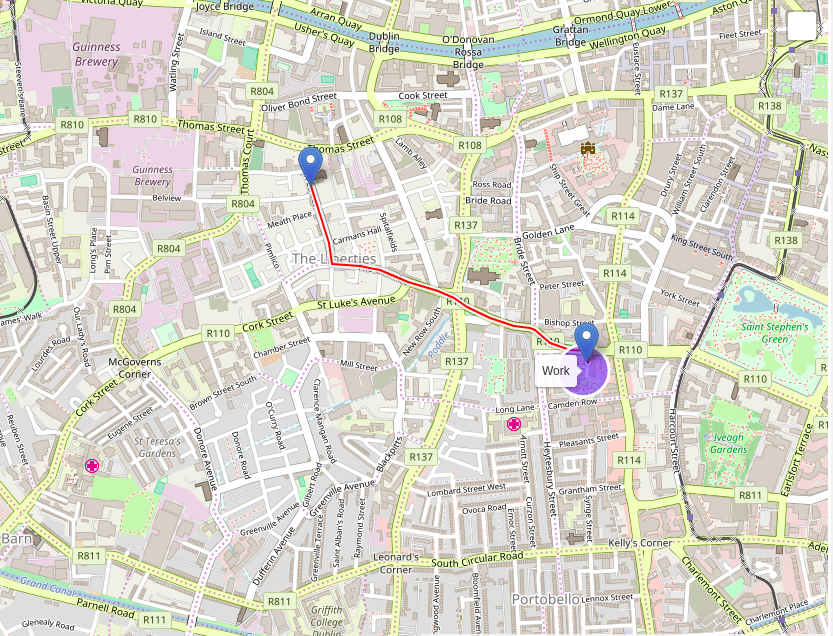 Victoria Quay
Joyce Bridge
Arran Quay
Usher's Quay
Dublin
Bridge
O'Donovan
Rossa
Bridge
Grattan
Bridge
Ormond Quay Lower
Wellington Quay
Aston Quay
Fleet Street
Guinness
Brewery
Watling Street
Island Street
Steeven's Lane
Eustace Street
R804
Oliver Bond Street
Cook Street
R137
Dame Lane
R138
R810
R810
Thomas Street
R108
Thomas Street
R108
Lamb Alley
Thomas Court
Guinness
Brewery
Belview
Ross Road
Bride Road
Ship Street Great
Drury Street
William Street South
Clarendon Street
Basin Street Upper
R804
Meath Place
Spitalfields
Carmans Hall
R137
R114
Golden Lane
King Street South
R138
Long's Place
Pim Street
R804
Pimlico
The Liberties
Bride Street
R114
Peter Street
York Street
R804
St Luke's Avenue
R110
Bishop Street
Saint Stephen's
Green
James' Walk
Our Lady's Road
Lourdes Road
R110
Cork Street
Chamber Street
New Row South
Poddle
R110
R110
McGoverns
Corner
Mill Street
R137
Work
R110
Brown Street South
Cork Street
Long Lane
Camden Row
Eugene Street
Reuben Street
St Teresa's
Gardens
Donore Avenue
Donore Road
O'Curry Road
Clarence Mangan Road
Blackpitts
R137
Arnott Street
Heytesbury Street
Pleasants Street
R114
Harcourt Street
Iveagh
Gardens
Earlsfort Terrace
R811
Gilbert Road
Greenville Avenue
Lombard Street West
Grantham Street
Curzon Street
Synge Street
Ovoca Road
Emor Street
Greenville Avenue
Greenville Terrace
Saint Alban's Road
Raymond Street
Dufferin Avenue
R811
Leonard's
Corner
South Circular Road
Kelly's Corner
Grand Canal
Parnell Road
R111
R811
Griffith
College
Dublin
Bloomfield Avenue
Portobello
Lennox Street
Charlemont Street
Charlemont Place
Glenealy Road